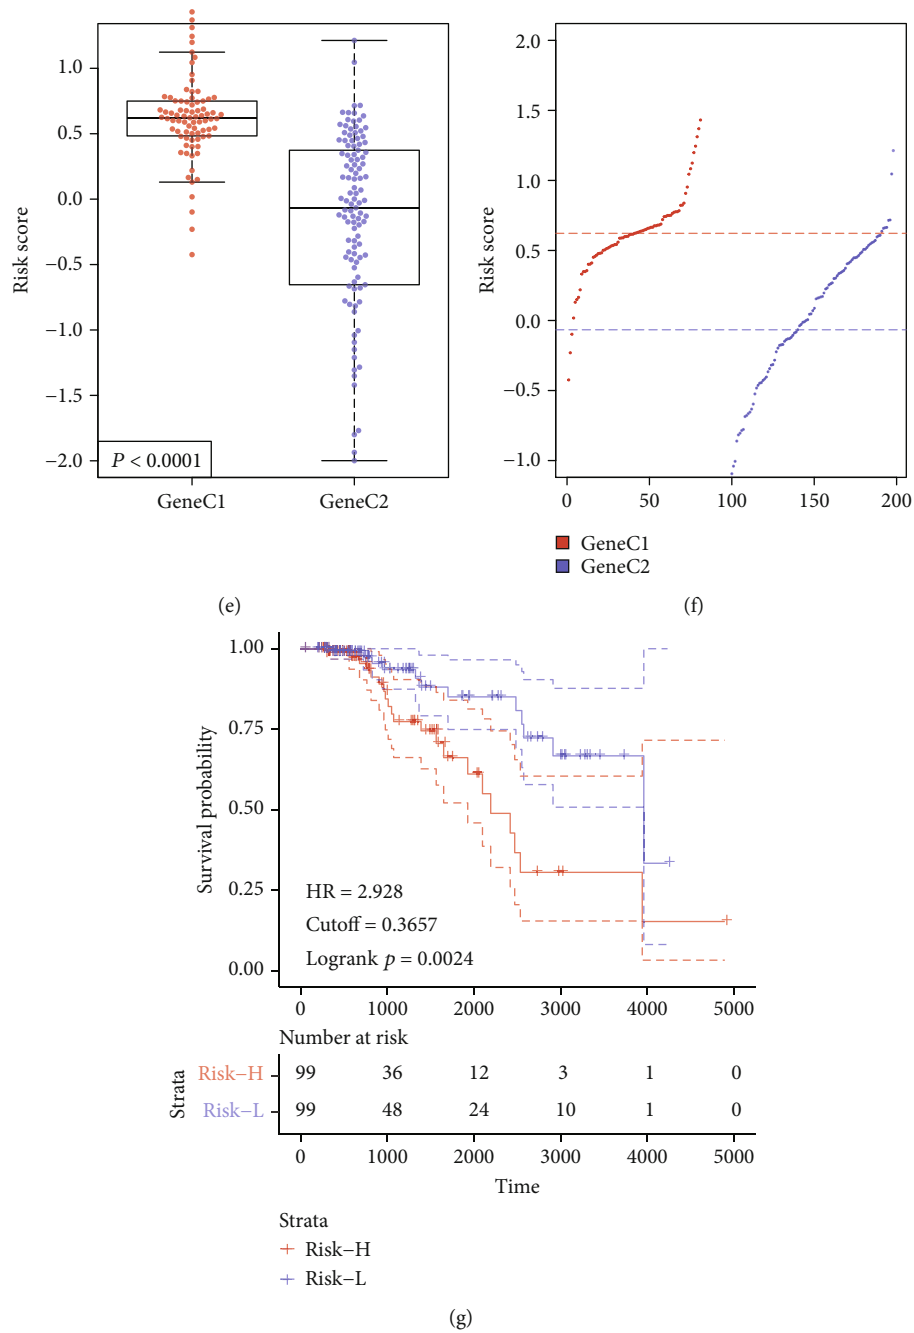 1.0
0.5
0.0
−0.5
−1.0
−1.5
−2.0
Risk score
P < 0.0001
GeneC1 GeneC2
(e)
2.0
1.5
1.0
0.5
0.0
−0.5
−1.0
Risk score
0 50 100 150 200
GeneC1
GeneC2
(f)
1.00
0.75
0.50
0.25
0.00
Survival probability
HR = 2.928
Cutoff = 0.3657
Logrank p = 0.0024
0 1000 2000 3000 4000 5000
Number at risk
Strata
Risk−H 99 36 12 3 1 0
Risk−L 99 48 24 10 1 0
0 1000 2000 3000 4000 5000
Time
Strata
Risk−H
Risk−L
(g)